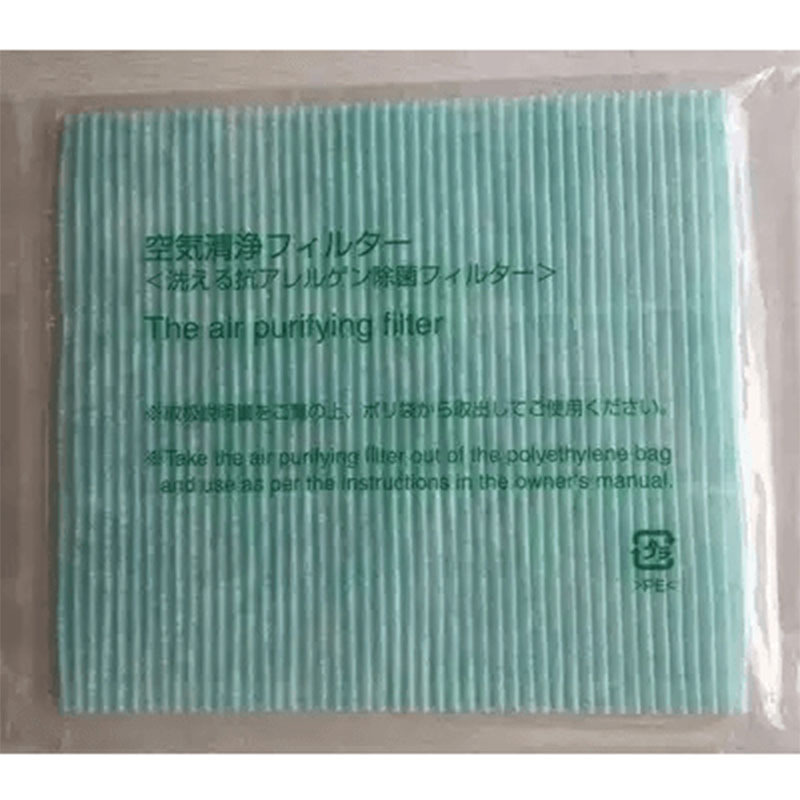 空気清浄フィルター
<洗える抗アレルゲン除菌フィルター>
The air purifying filter
※取扱説明書をご覧の上、ポリ袋から取出してご使用ください。
※Take the air purifying filter out of the polyethylene bag
and use as per the instructions in the owner's manual.
プラ
>PE<